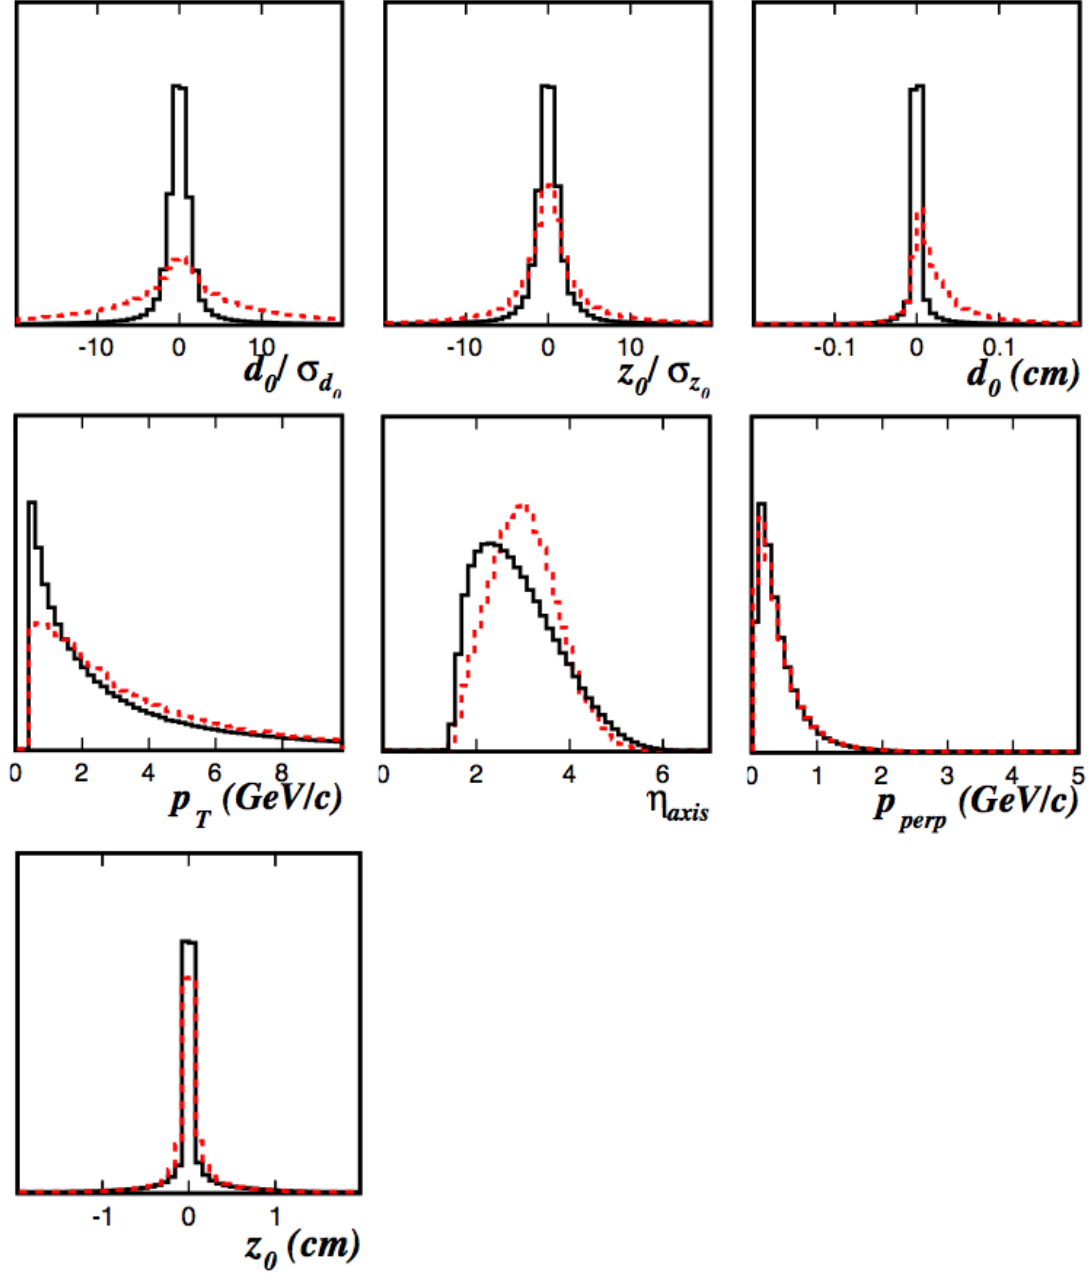 -10 0 10
d0/ σd0
-10 0 10
z0/ σz0
-0.1 0 0.1
d0 (cm)
0 2 4 6 8
pT (GeV/c)
0 2 4 6
ηaxis
0 1 2 3 4 5
pperp (GeV/c)
-1 0 1
z0 (cm)